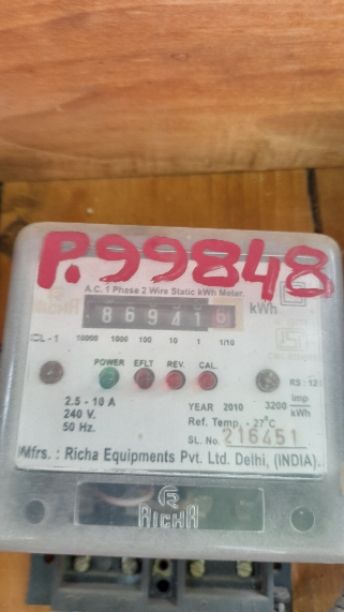 P.99848
RICHA
A.C. 1 Phase 2 Wire Static kWh Meter.
86941 kWh
CL - 1 10000 1000 100 10 1 1/10
POWER EFLT REV. CAL.
2.5 - 10 A
240 V.
50 Hz.
YEAR 2010 3200 imp/kWh
Ref. Temp. - 27°C
SL. No. 216451
Mfrs. : Richa Equipments Pvt. Ltd. Delhi, (INDIA).
RICHA